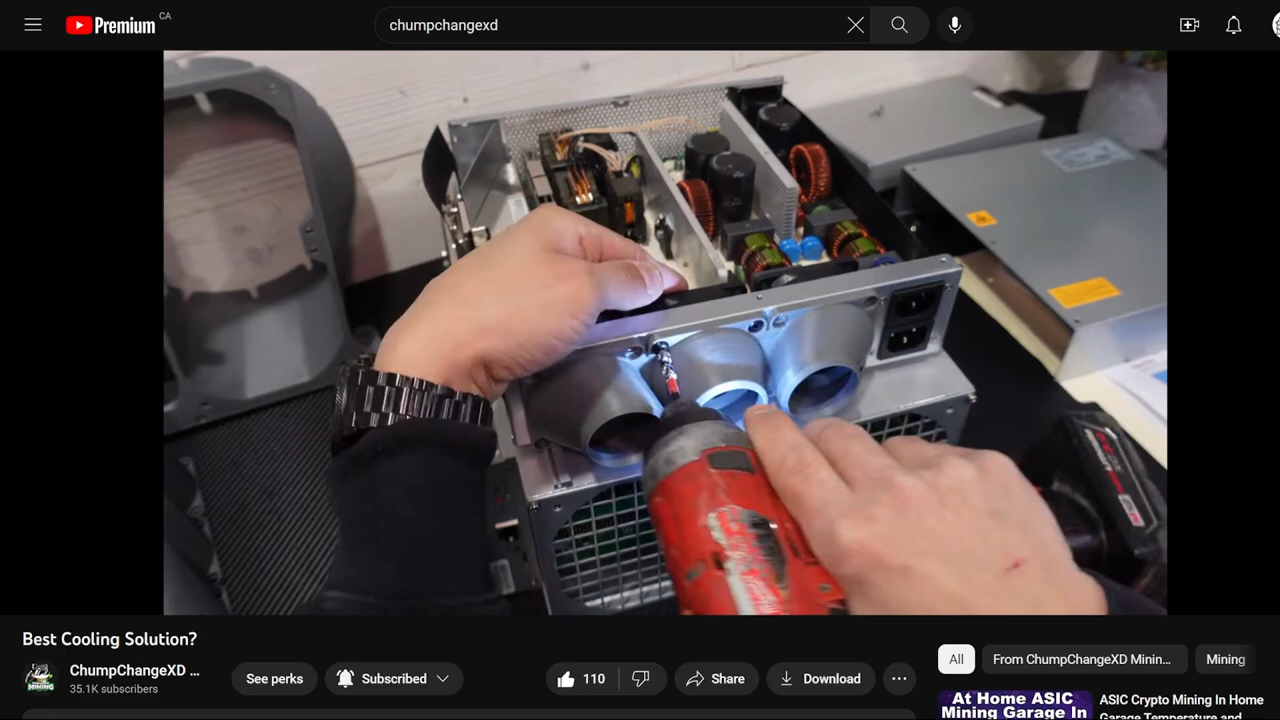 Premium CA
chumpchangexd
Best Cooling Solution?
ChumpChangeXD ...
35.1K subscribers
See perks
Subscribed
110
Share
Download
All
From ChumpChangeXD Minin...
Mining
At Home ASIC
Mining Garage In
ASIC Crypto Mining In Home
Garage Temperature and